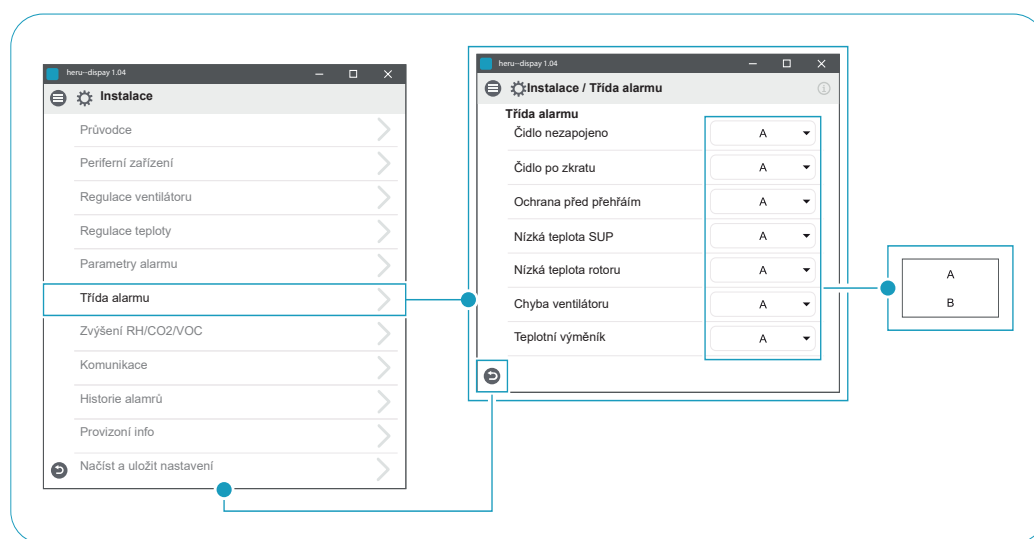 heru--dispay 1.04
Instalace
Průvodce
Periferní zařízení
Regulace ventilátoru
Regulace teploty
Parametry alarmu
Třída alarmu
Zvýšení RH/CO2/VOC
Komunikace
Historie alamrů
Provizoní info
Načíst a uložit nastavení
heru--dispay 1.04
Instalace / Třída alarmu
Třída alarmu
Čidlo nezapojeno A
Čidlo po zkratu A
Ochrana před přehřáím A
Nízká teplota SUP A
Nízká teplota rotoru A
Chyba ventilátoru A
Teplotní výměník A
A
B